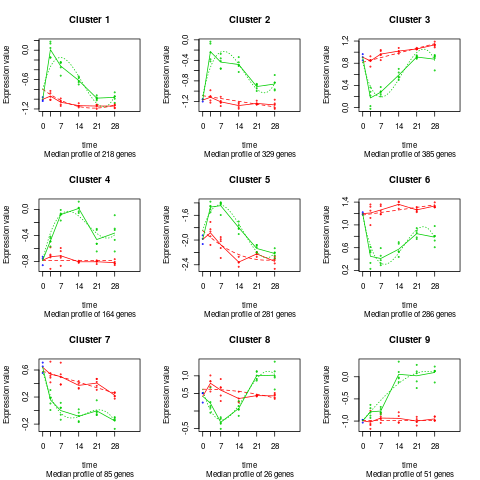 Cluster 1
Expression value
0.0
-0.4
-0.8
-1.2
0 7 14 21 28
time
Median profile of 218 genes
Cluster 2
Expression value
0.0
-0.4
-0.8
-1.2
0 7 14 21 28
time
Median profile of 329 genes
Cluster 3
Expression value
1.2
0.8
0.4
0.0
0 7 14 21 28
time
Median profile of 385 genes
Cluster 4
Expression value
0.0
-0.4
-0.8
0 7 14 21 28
time
Median profile of 164 genes
Cluster 5
Expression value
-1.6
-2.0
-2.4
0 7 14 21 28
time
Median profile of 281 genes
Cluster 6
Expression value
1.4
1.0
0.6
0.2
0 7 14 21 28
time
Median profile of 286 genes
Cluster 7
Expression value
0.6
0.2
-0.2
0 7 14 21 28
time
Median profile of 85 genes
Cluster 8
Expression value
0.5
-0.5
0 7 14 21 28
time
Median profile of 26 genes
Cluster 9
Expression value
0.0
-0.5
-1.0
0 7 14 21 28
time
Median profile of 51 genes